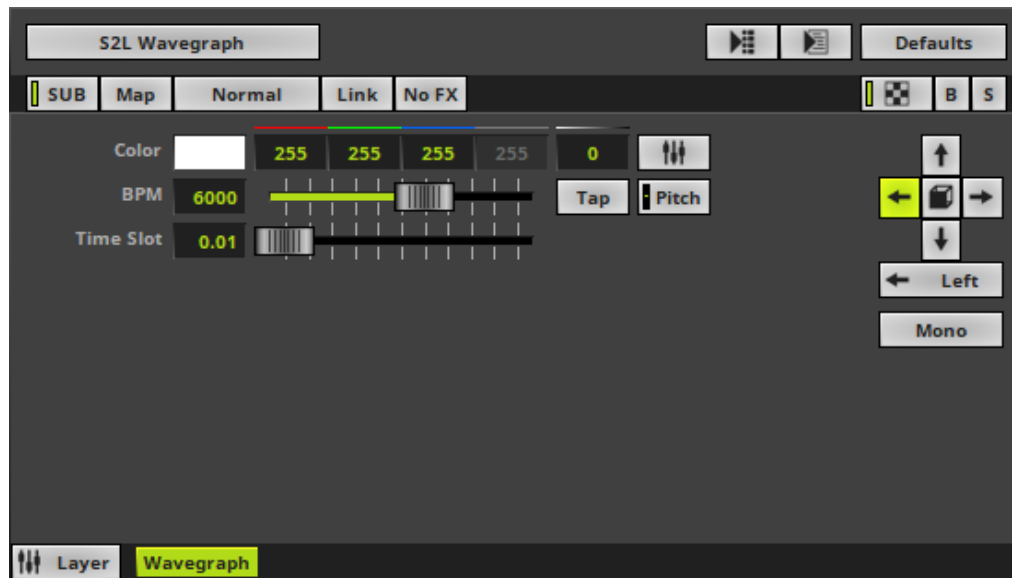 S2L Wavegraph Defaults
SUB Map Normal Link No FX B S
Color 255 255 255 255 0
BPM 6000 Tap Pitch
Time Slot 0.01
Left
Mono
Layer Wavegraph